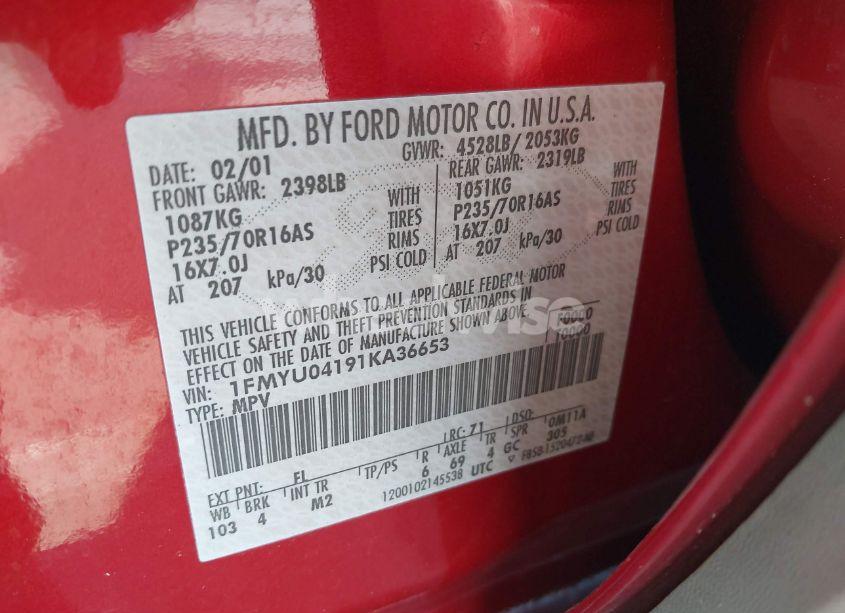 MFD. BY FORD MOTOR CO. IN U.S.A.
DATE: 02/01 GVWR: 4528LB/ 2053KG
FRONT GAWR: 2398LB REAR GAWR: 2319LB
1087KG WITH 1051KG WITH
P235/70R16AS TIRES P235/70R16AS TIRES
16X7.0J RIMS 16X7.0J RIMS
AT 207 kPa/30 PSI COLD AT 207 kPa/30 PSI COLD
THIS VEHICLE CONFORMS TO ALL APPLICABLE FEDERAL MOTOR
VEHICLE SAFETY AND THEFT PREVENTION STANDARDS IN
EFFECT ON THE DATE OF MANUFACTURE SHOWN ABOVE.
VIN: 1FMYU04191KA36653
TYPE: MPV
F0000
T0000
EXT PNT: FL RC: 71 DSO:
WB BRK INT TR TP/PS R AXLE TR SPR 0M11A
103 4 M2 6 69 4 GC 305
1200102145538 UTC